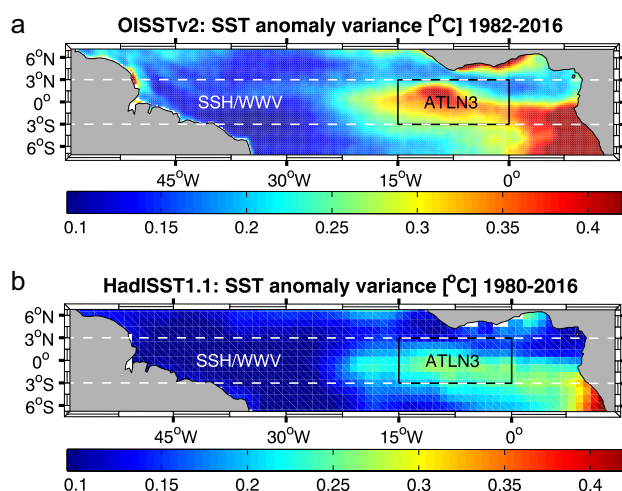 a
OISSTv2: SST anomaly variance [°C] 1982-2016
6°N
3°N
0°
3°S
6°S
SSH/WWV
ATLN3
45°W 30°W 15°W 0°
0.1 0.15 0.2 0.25 0.3 0.35 0.4
b
HadISST1.1: SST anomaly variance [°C] 1980-2016
6°N
3°N
0°
3°S
6°S
SSH/WWV
ATLN3
45°W 30°W 15°W 0°
0.1 0.15 0.2 0.25 0.3 0.35 0.4